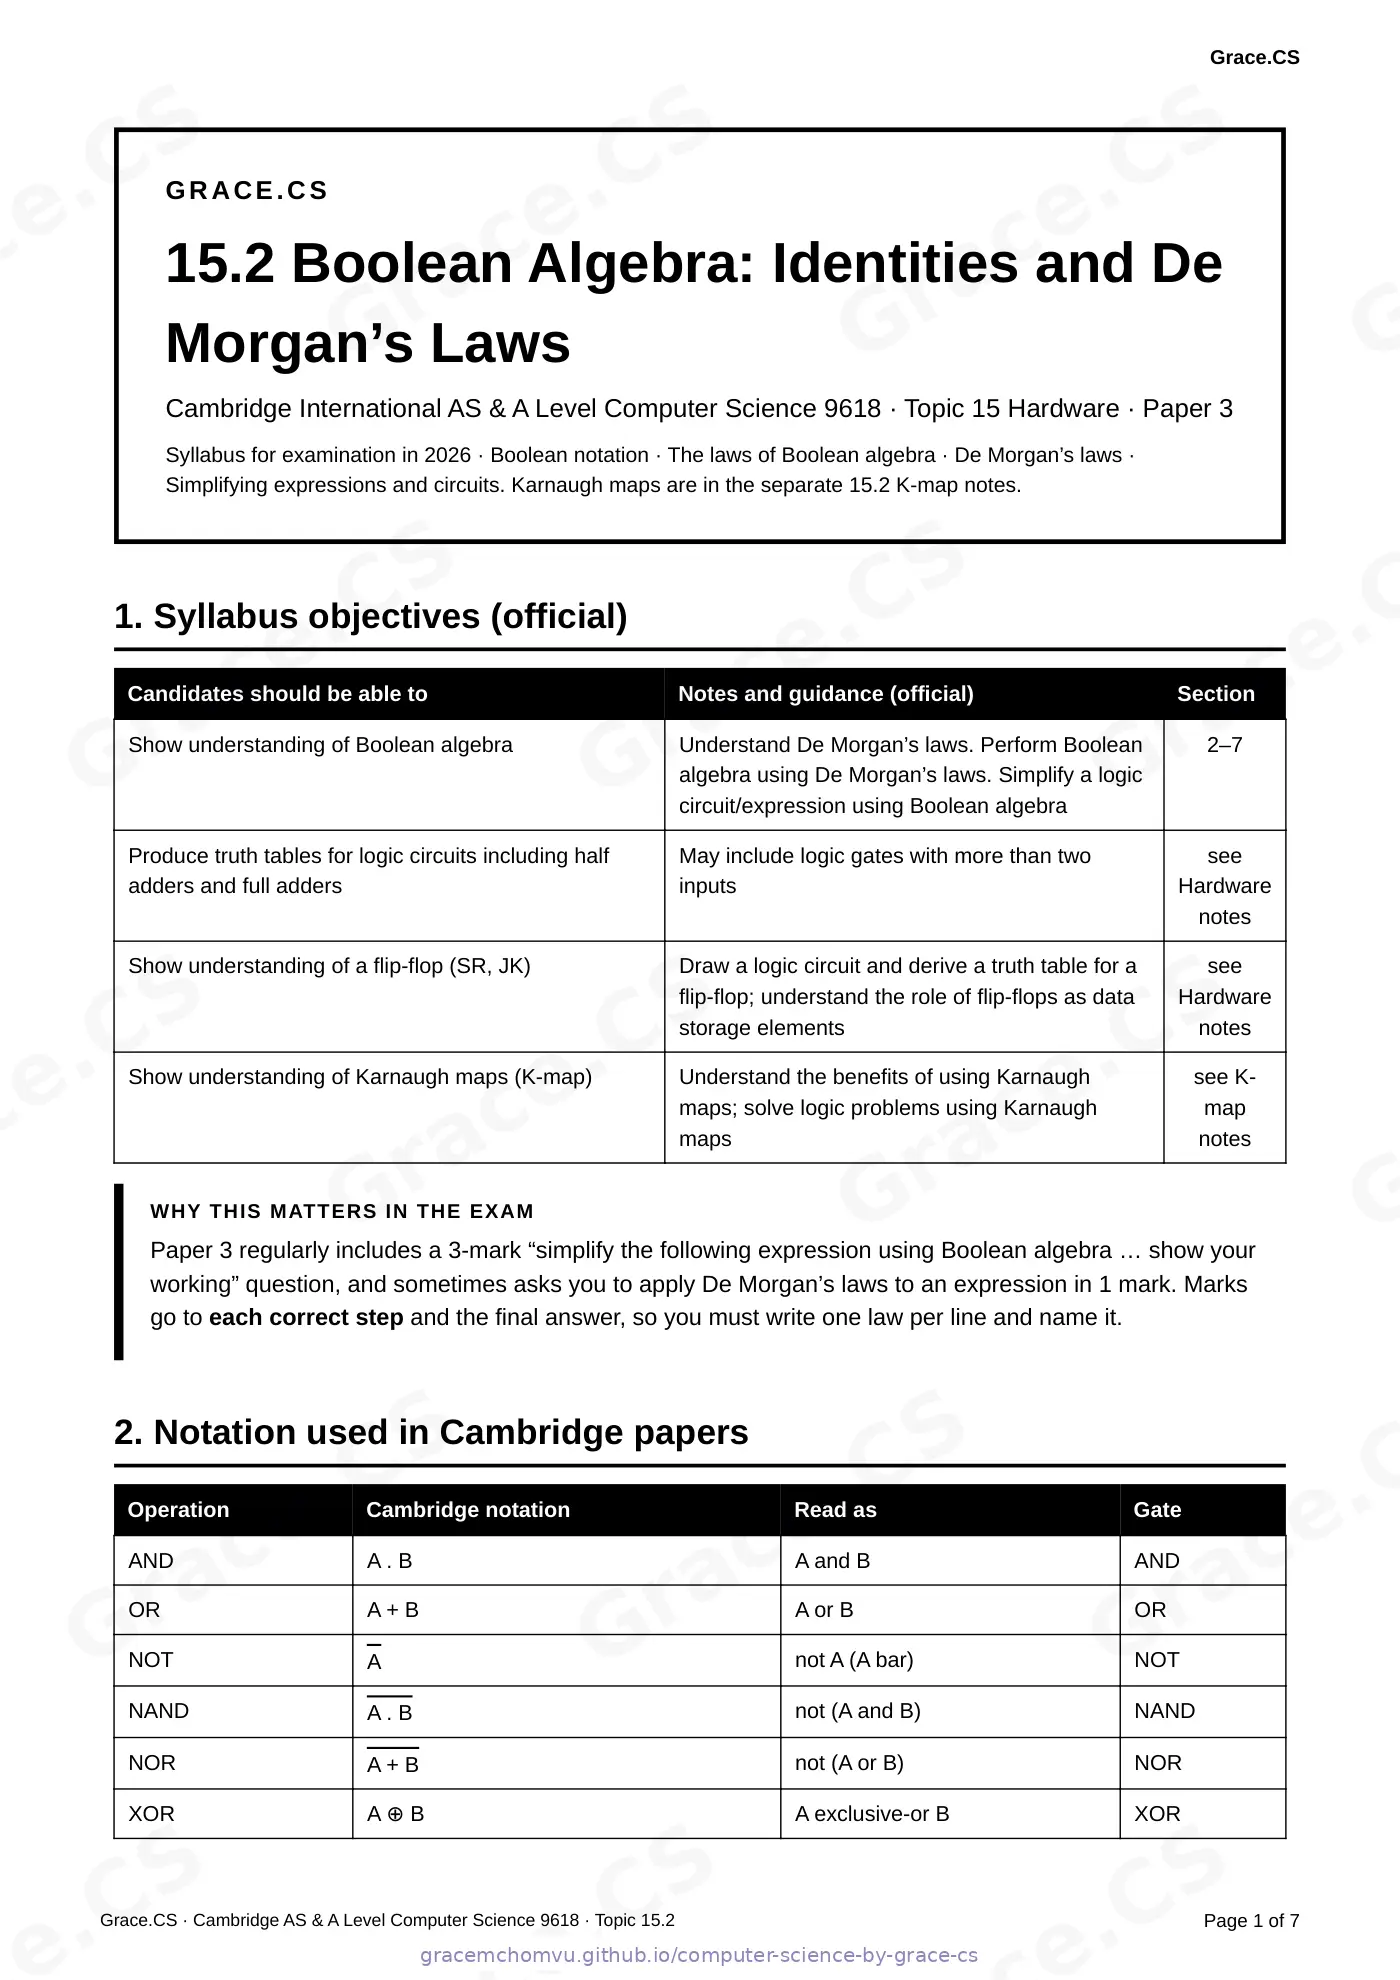 Grace.CS
GRACE.CS
15.2 Boolean Algebra: Identities and De
Morgan’s Laws
Cambridge International AS & A Level Computer Science 9618 · Topic 15 Hardware · Paper 3
Syllabus for examination in 2026 · Boolean notation · The laws of Boolean algebra · De Morgan’s laws ·
Simplifying expressions and circuits. Karnaugh maps are in the separate 15.2 K-map notes.
1. Syllabus objectives (official)
Candidates should be able to Notes and guidance (official) Section
Show understanding of Boolean algebra Understand De Morgan’s laws. Perform Boolean 2–7
algebra using De Morgan’s laws. Simplify a logic
circuit/expression using Boolean algebra
Produce truth tables for logic circuits including half May include logic gates with more than two see
adders and full adders inputs Hardware
notes
Show understanding of a flip-flop (SR, JK) Draw a logic circuit and derive a truth table for a see
flip-flop; understand the role of flip-flops as data Hardware
storage elements notes
Show understanding of Karnaugh maps (K-map) Understand the benefits of using Karnaugh see K-
maps; solve logic problems using Karnaugh map
maps notes
WHY THIS MATTERS IN THE EXAM
Paper 3 regularly includes a 3-mark “simplify the following expression using Boolean algebra … show your
working” question, and sometimes asks you to apply De Morgan’s laws to an expression in 1 mark. Marks
go to each correct step and the final answer, so you must write one law per line and name it.
2. Notation used in Cambridge papers
Operation Cambridge notation Read as Gate
AND A . B A and B AND
OR A + B A or B OR
NOT A̅ not A (A bar) NOT
NAND A̅ ̅.̅ ̅B̅ not (A and B) NAND
NOR A̅ ̅+̅ ̅B̅ not (A or B) NOR
XOR A ⊕ B A exclusive-or B XOR
Grace.CS · Cambridge AS & A Level Computer Science 9618 · Topic 15.2 Page 1 of 7
gracemchomvu.github.io/computer-science-by-grace-cs